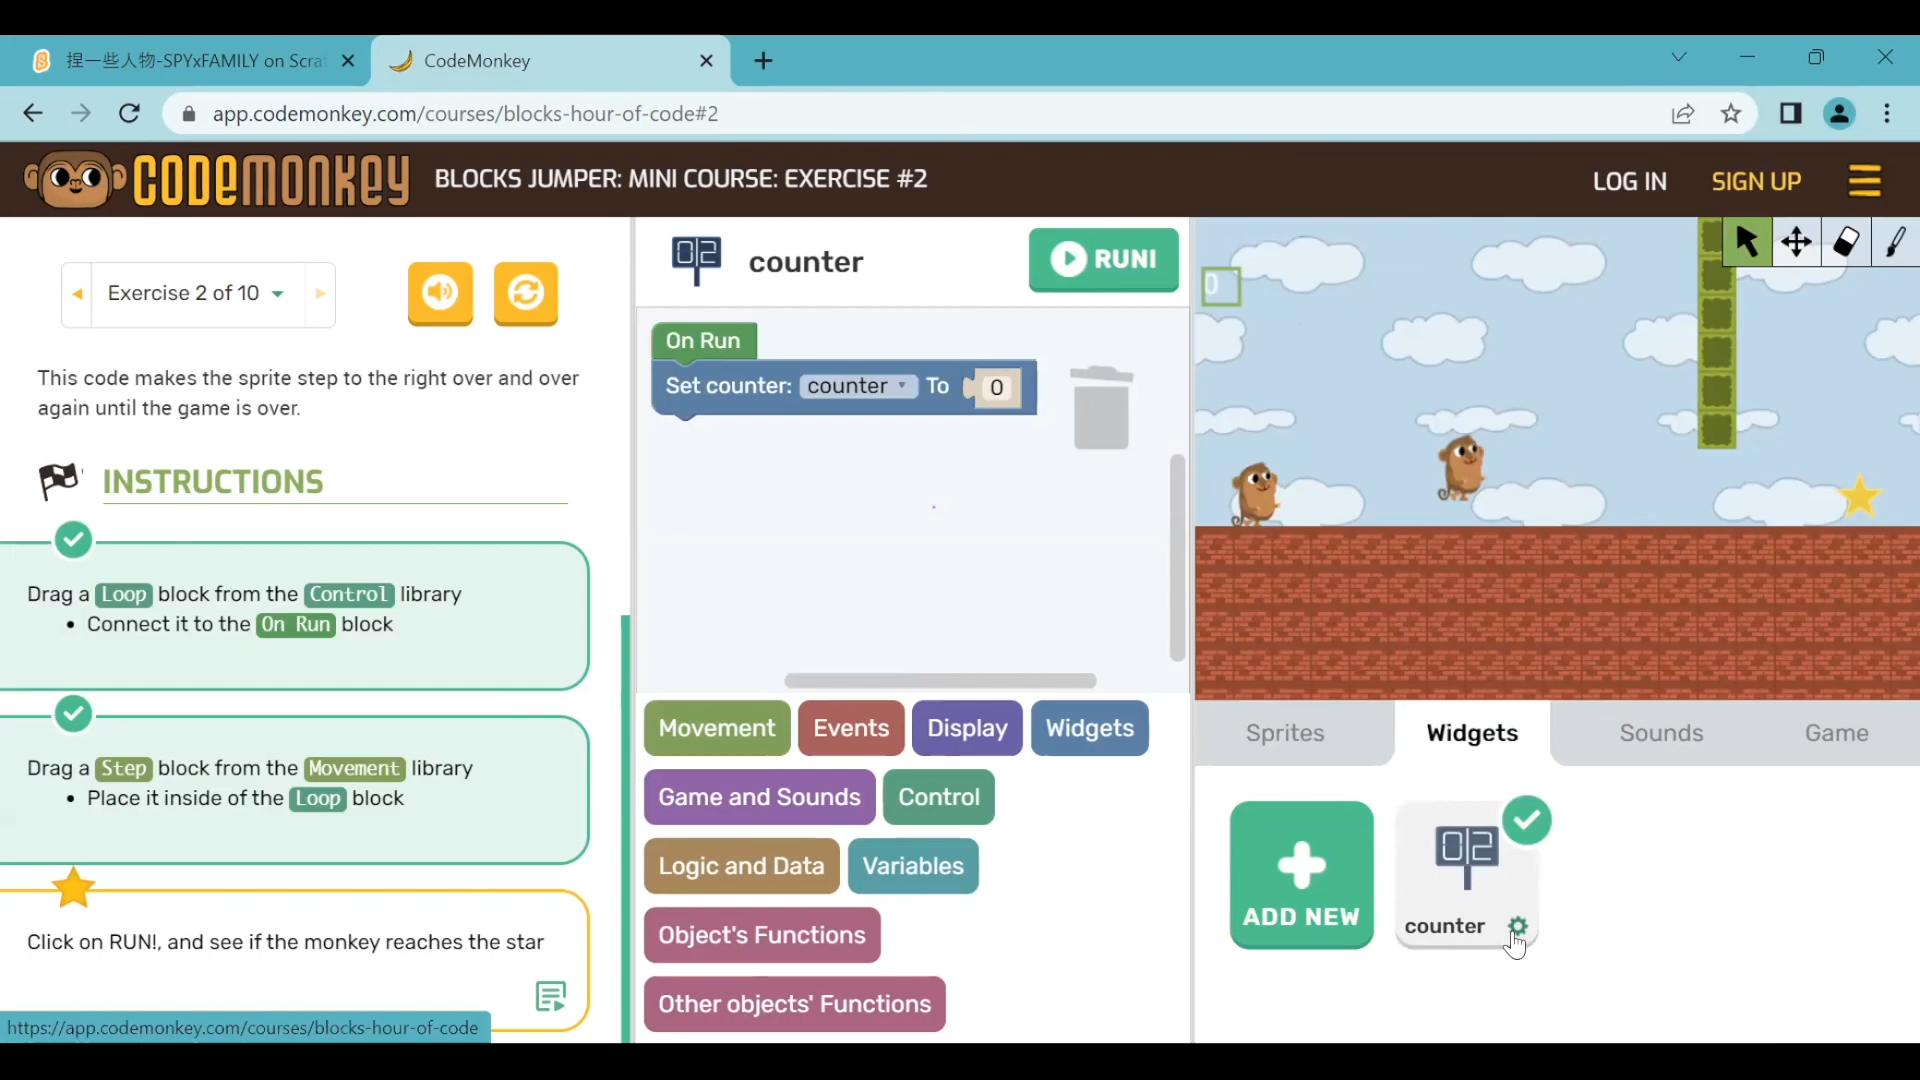 捏一些人物-SPYxFAMILY on Scra
CodeMonkey
app.codemonkey.com/courses/blocks-hour-of-code#2
CODEMONKEY
BLOCKS JUMPER: MINI COURSE: EXERCISE #2
LOG IN
SIGN UP
Exercise 2 of 10
This code makes the sprite step to the right over and over
again until the game is over.
INSTRUCTIONS
Drag a Loop block from the Control library
• Connect it to the On Run block
Drag a Step block from the Movement library
• Place it inside of the Loop block
Click on RUN!, and see if the monkey reaches the star
https://app.codemonkey.com/courses/blocks-hour-of-code
02
counter
RUN!
On Run
Set counter: counter To 0
Movement
Events
Display
Widgets
Game and Sounds
Control
Logic and Data
Variables
Object's Functions
Other objects' Functions
0
Sprites
Widgets
Sounds
Game
ADD NEW
02
counter